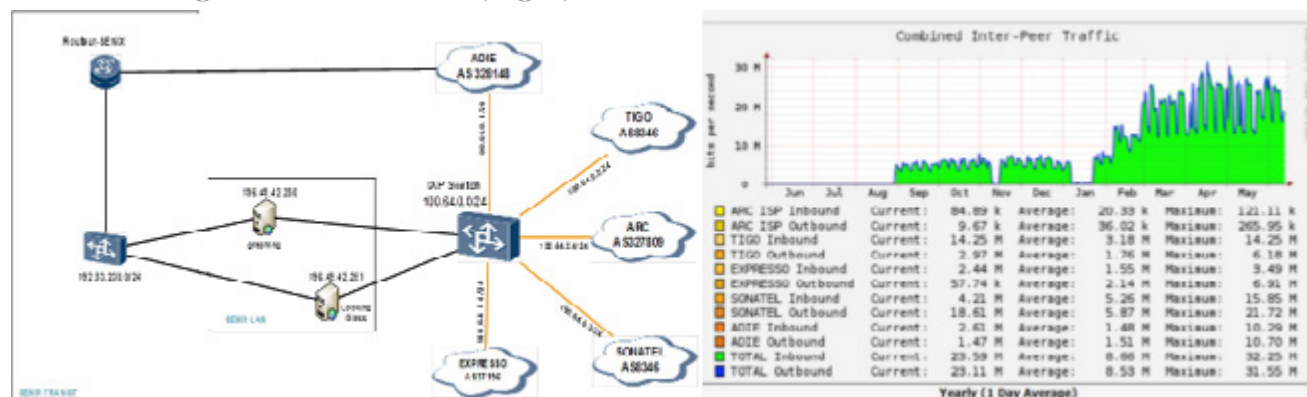 Routeur-SENIX
ADIE
AS328148
TIGO
AS8346
IXP Switch
100.64.0.0/24
196.46.42.250
graphing
ARC
AS327809
192.33.230.0/24
196.46.42.251
Looking
Glass
SENIX LAN
EXPRESSO
SONATEL
AS8346
SENIX TRANSIT
Combined Inter-Peer Traffic
bits per second
30 M
20 M
10 M
0
Jun Jul Aug Sep Oct Nov Dec Jan Feb Mar Apr May
ARC ISP Inbound Current: 84.89 k Average: 20.33 k Maximum: 121.11 k
ARC ISP Outbound Current: 9.67 k Average: 36.02 k Maximum: 265.95 k
TIGO Inbound Current: 14.25 M Average: 3.18 M Maximum: 14.25 M
TIGO Outbound Current: 2.97 M Average: 1.76 M Maximum: 6.18 M
EXPRESSO Inbound Current: 2.44 M Average: 1.55 M Maximum: 3.49 M
EXPRESSO Outbound Current: 57.74 k Average: 2.14 M Maximum: 6.91 M
SONATEL Inbound Current: 4.21 M Average: 5.26 M Maximum: 15.85 M
SONATEL Outbound Current: 18.61 M Average: 5.87 M Maximum: 21.72 M
ADIE Inbound Current: 2.61 M Average: 1.48 M Maximum: 10.29 M
ADIE Outbound Current: 1.47 M Average: 1.51 M Maximum: 10.70 M
TOTAL Inbound Current: 23.59 M Average: 8.66 M Maximum: 32.25 M
TOTAL Outbound Current: 23.11 M Average: 8.53 M Maximum: 31.55 M
Yearly (1 Day Average)